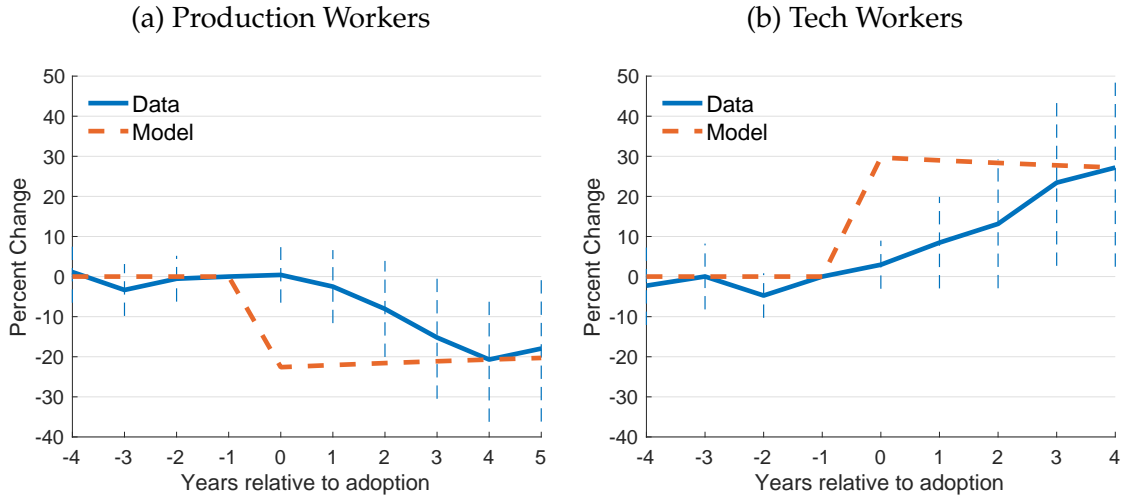 (a) Production Workers
50
40
30
20
10
0
-10
-20
-30
-40
Percent Change
Data
Model
-4 -3 -2 -1 0 1 2 3 4 5
Years relative to adoption
(b) Tech Workers
50
40
30
20
10
0
-10
-20
-30
-40
Percent Change
Data
Model
-4 -3 -2 -1 0 1 2 3 4
Years relative to adoption